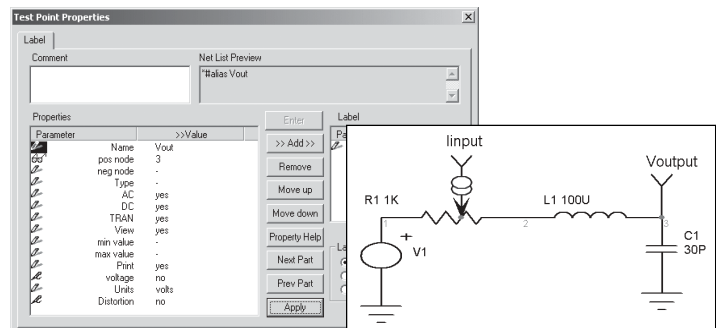 Test Point Properties
Label
Comment
Net List Preview
*#alias Vout
Properties
Parameter >>Value
Name Vout
pos node 3
neg node -
Type -
AC yes
DC yes
TRAN yes
View yes
min value -
max value -
Print yes
voltage no
Units volts
Distortion no
Enter
>> Add >>
Remove
Move up
Move down
Property Help
Next Part
Prev Part
Apply
Label
Iinput
Voutput
R1 1K
L1 100U
1
2
3
+
V1
C1
30P